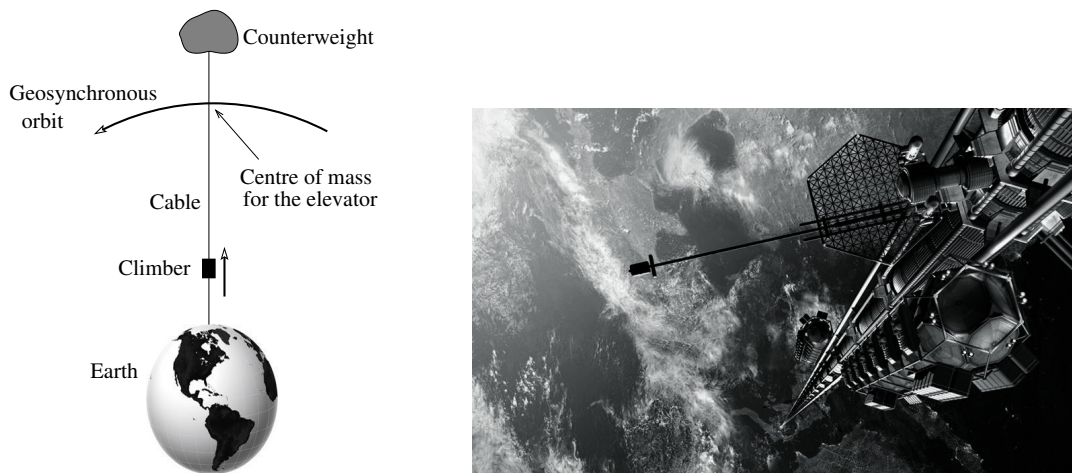 Counterweight
Geosynchronous
orbit
Centre of mass
for the elevator
Cable
Climber
Earth